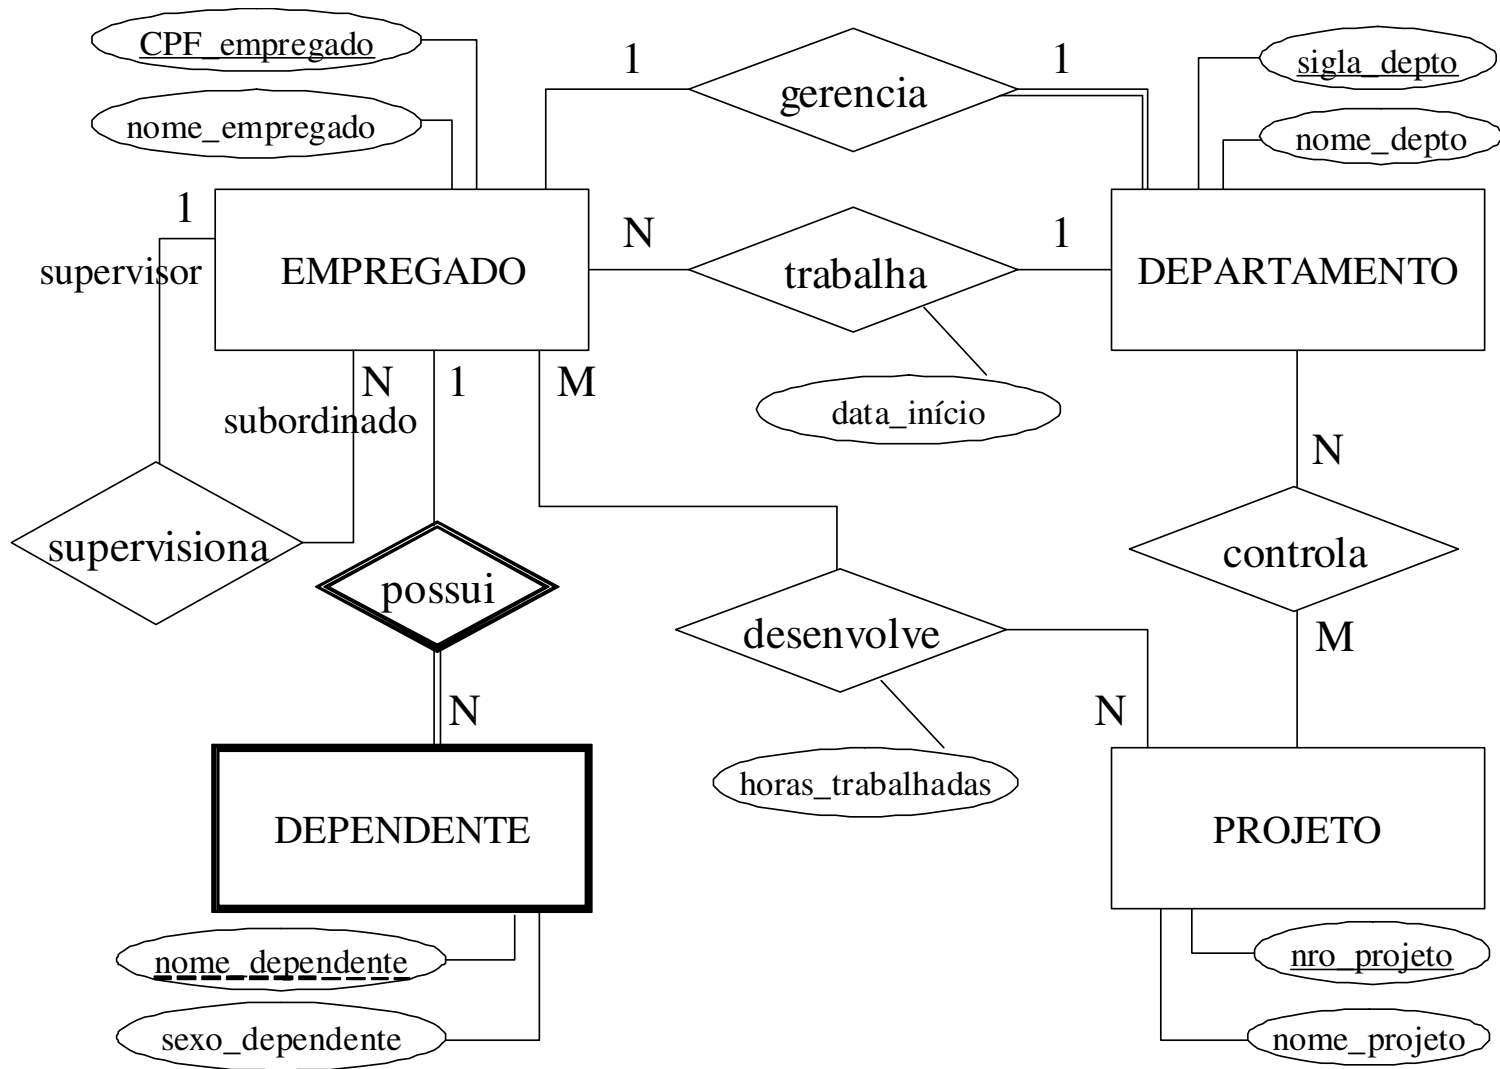 CPF_empregado
nome_empregado
1
gerencia
1
sigla_depto
nome_depto
1
supervisor
EMPREGADO
N
trabalha
1
DEPARTAMENTO
data_início
N
1
M
subordinado
supervisiona
possui
N
controla
M
desenvolve
N
horas_trabalhadas
N
DEPENDENTE
PROJETO
nome_dependente
sexo_dependente
nro_projeto
nome_projeto